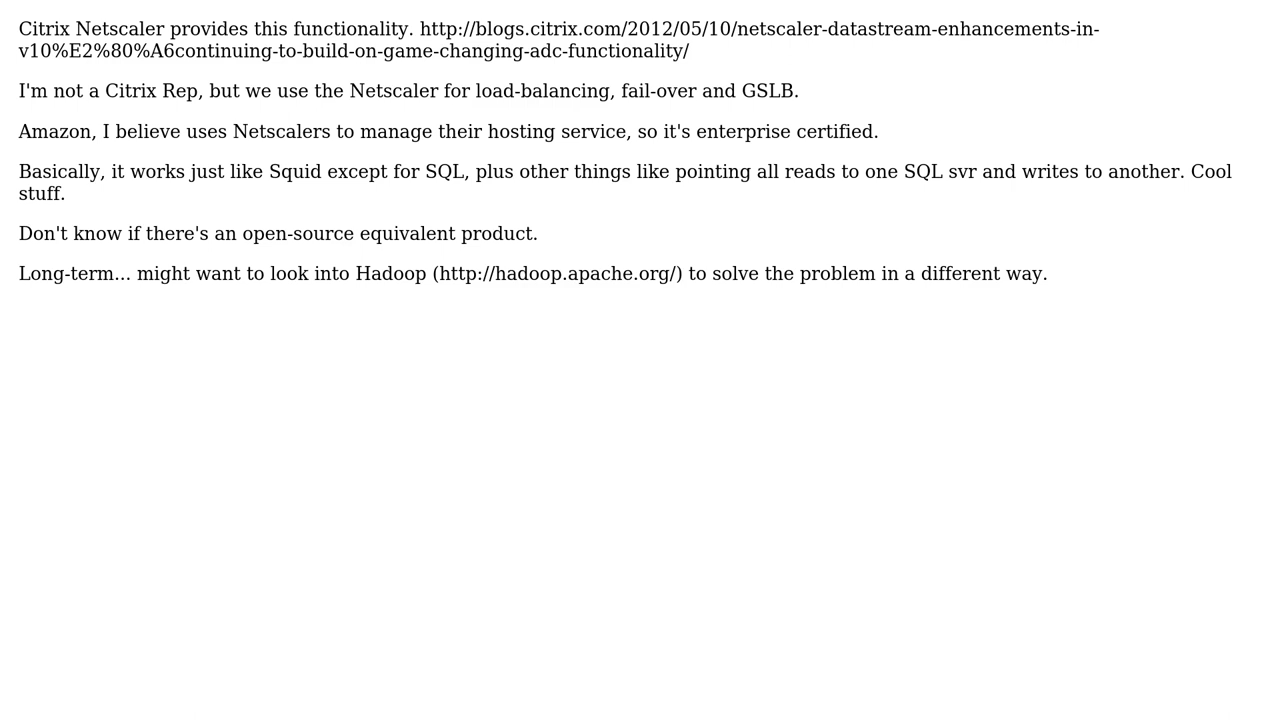 Citrix Netscaler provides this functionality. http://blogs.citrix.com/2012/05/10/netscaler-datastream-enhancements-in-
v10%E2%80%A6continuing-to-build-on-game-changing-adc-functionality/
I'm not a Citrix Rep, but we use the Netscaler for load-balancing, fail-over and GSLB.
Amazon, I believe uses Netscalers to manage their hosting service, so it's enterprise certified.
Basically, it works just like Squid except for SQL, plus other things like pointing all reads to one SQL svr and writes to another. Cool
stuff.
Don't know if there's an open-source equivalent product.
Long-term... might want to look into Hadoop (http://hadoop.apache.org/) to solve the problem in a different way.